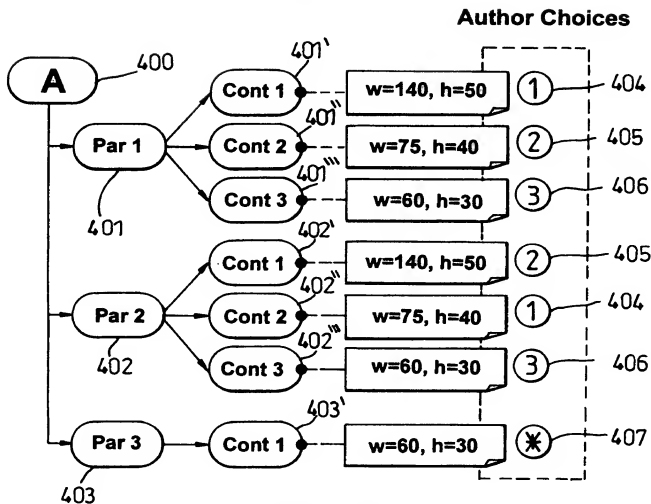 Author Choices
A
400
Par 1
401
Cont 1
401'
w=140, h=50
1
404
Cont 2
401"
w=75, h=40
2
405
Cont 3
401'''
w=60, h=30
3
406
Par 2
402
Cont 1
402'
w=140, h=50
2
405
Cont 2
402"
w=75, h=40
1
404
Cont 3
402'''
w=60, h=30
3
406
Par 3
403
Cont 1
403'
w=60, h=30
*
407